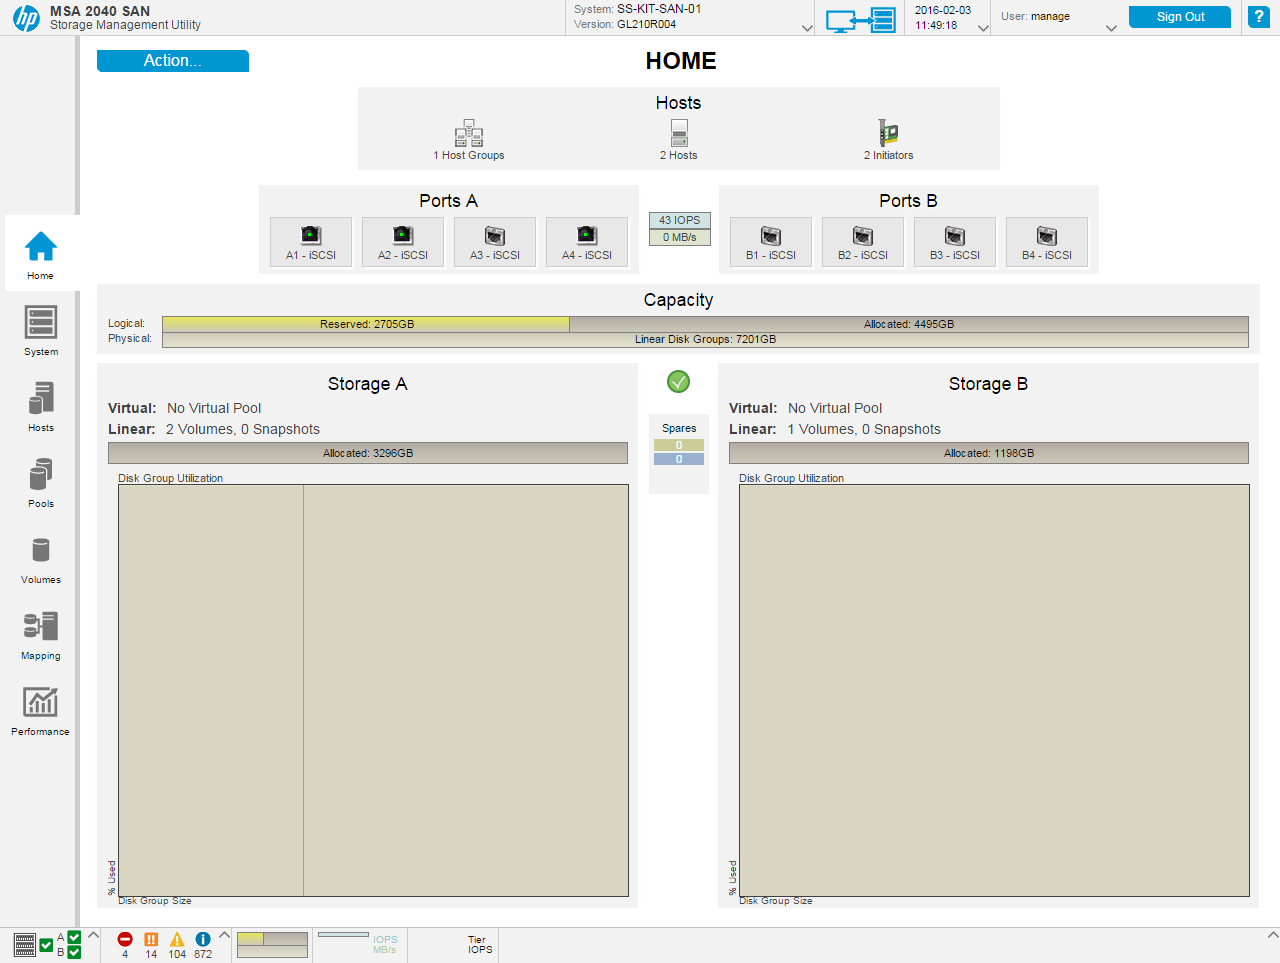 hp
MSA 2040 SAN
Storage Management Utility
System: SS-KIT-SAN-01
Version: GL210R004
2016-02-03
11:49:18
User: manage
Sign Out
?
Action...
HOME
Hosts
1 Host Groups
2 Hosts
2 Initiators
Ports A
A1 - iSCSI
A2 - iSCSI
A3 - iSCSI
A4 - iSCSI
43 IOPS
0 MB/s
Ports B
B1 - iSCSI
B2 - iSCSI
B3 - iSCSI
B4 - iSCSI
Capacity
Logical:
Reserved: 2705GB
Allocated: 4495GB
Physical:
Linear Disk Groups: 7201GB
Storage A
Virtual: No Virtual Pool
Linear: 2 Volumes, 0 Snapshots
Allocated: 3296GB
Disk Group Utilization
% Used
Disk Group Size
Spares
0
0
Storage B
Virtual: No Virtual Pool
Linear: 1 Volumes, 0 Snapshots
Allocated: 1198GB
Disk Group Utilization
% Used
Disk Group Size
Home
System
Hosts
Pools
Volumes
Mapping
Performance
A
B
4
14
104
872
IOPS
MB/s
Tier
IOPS